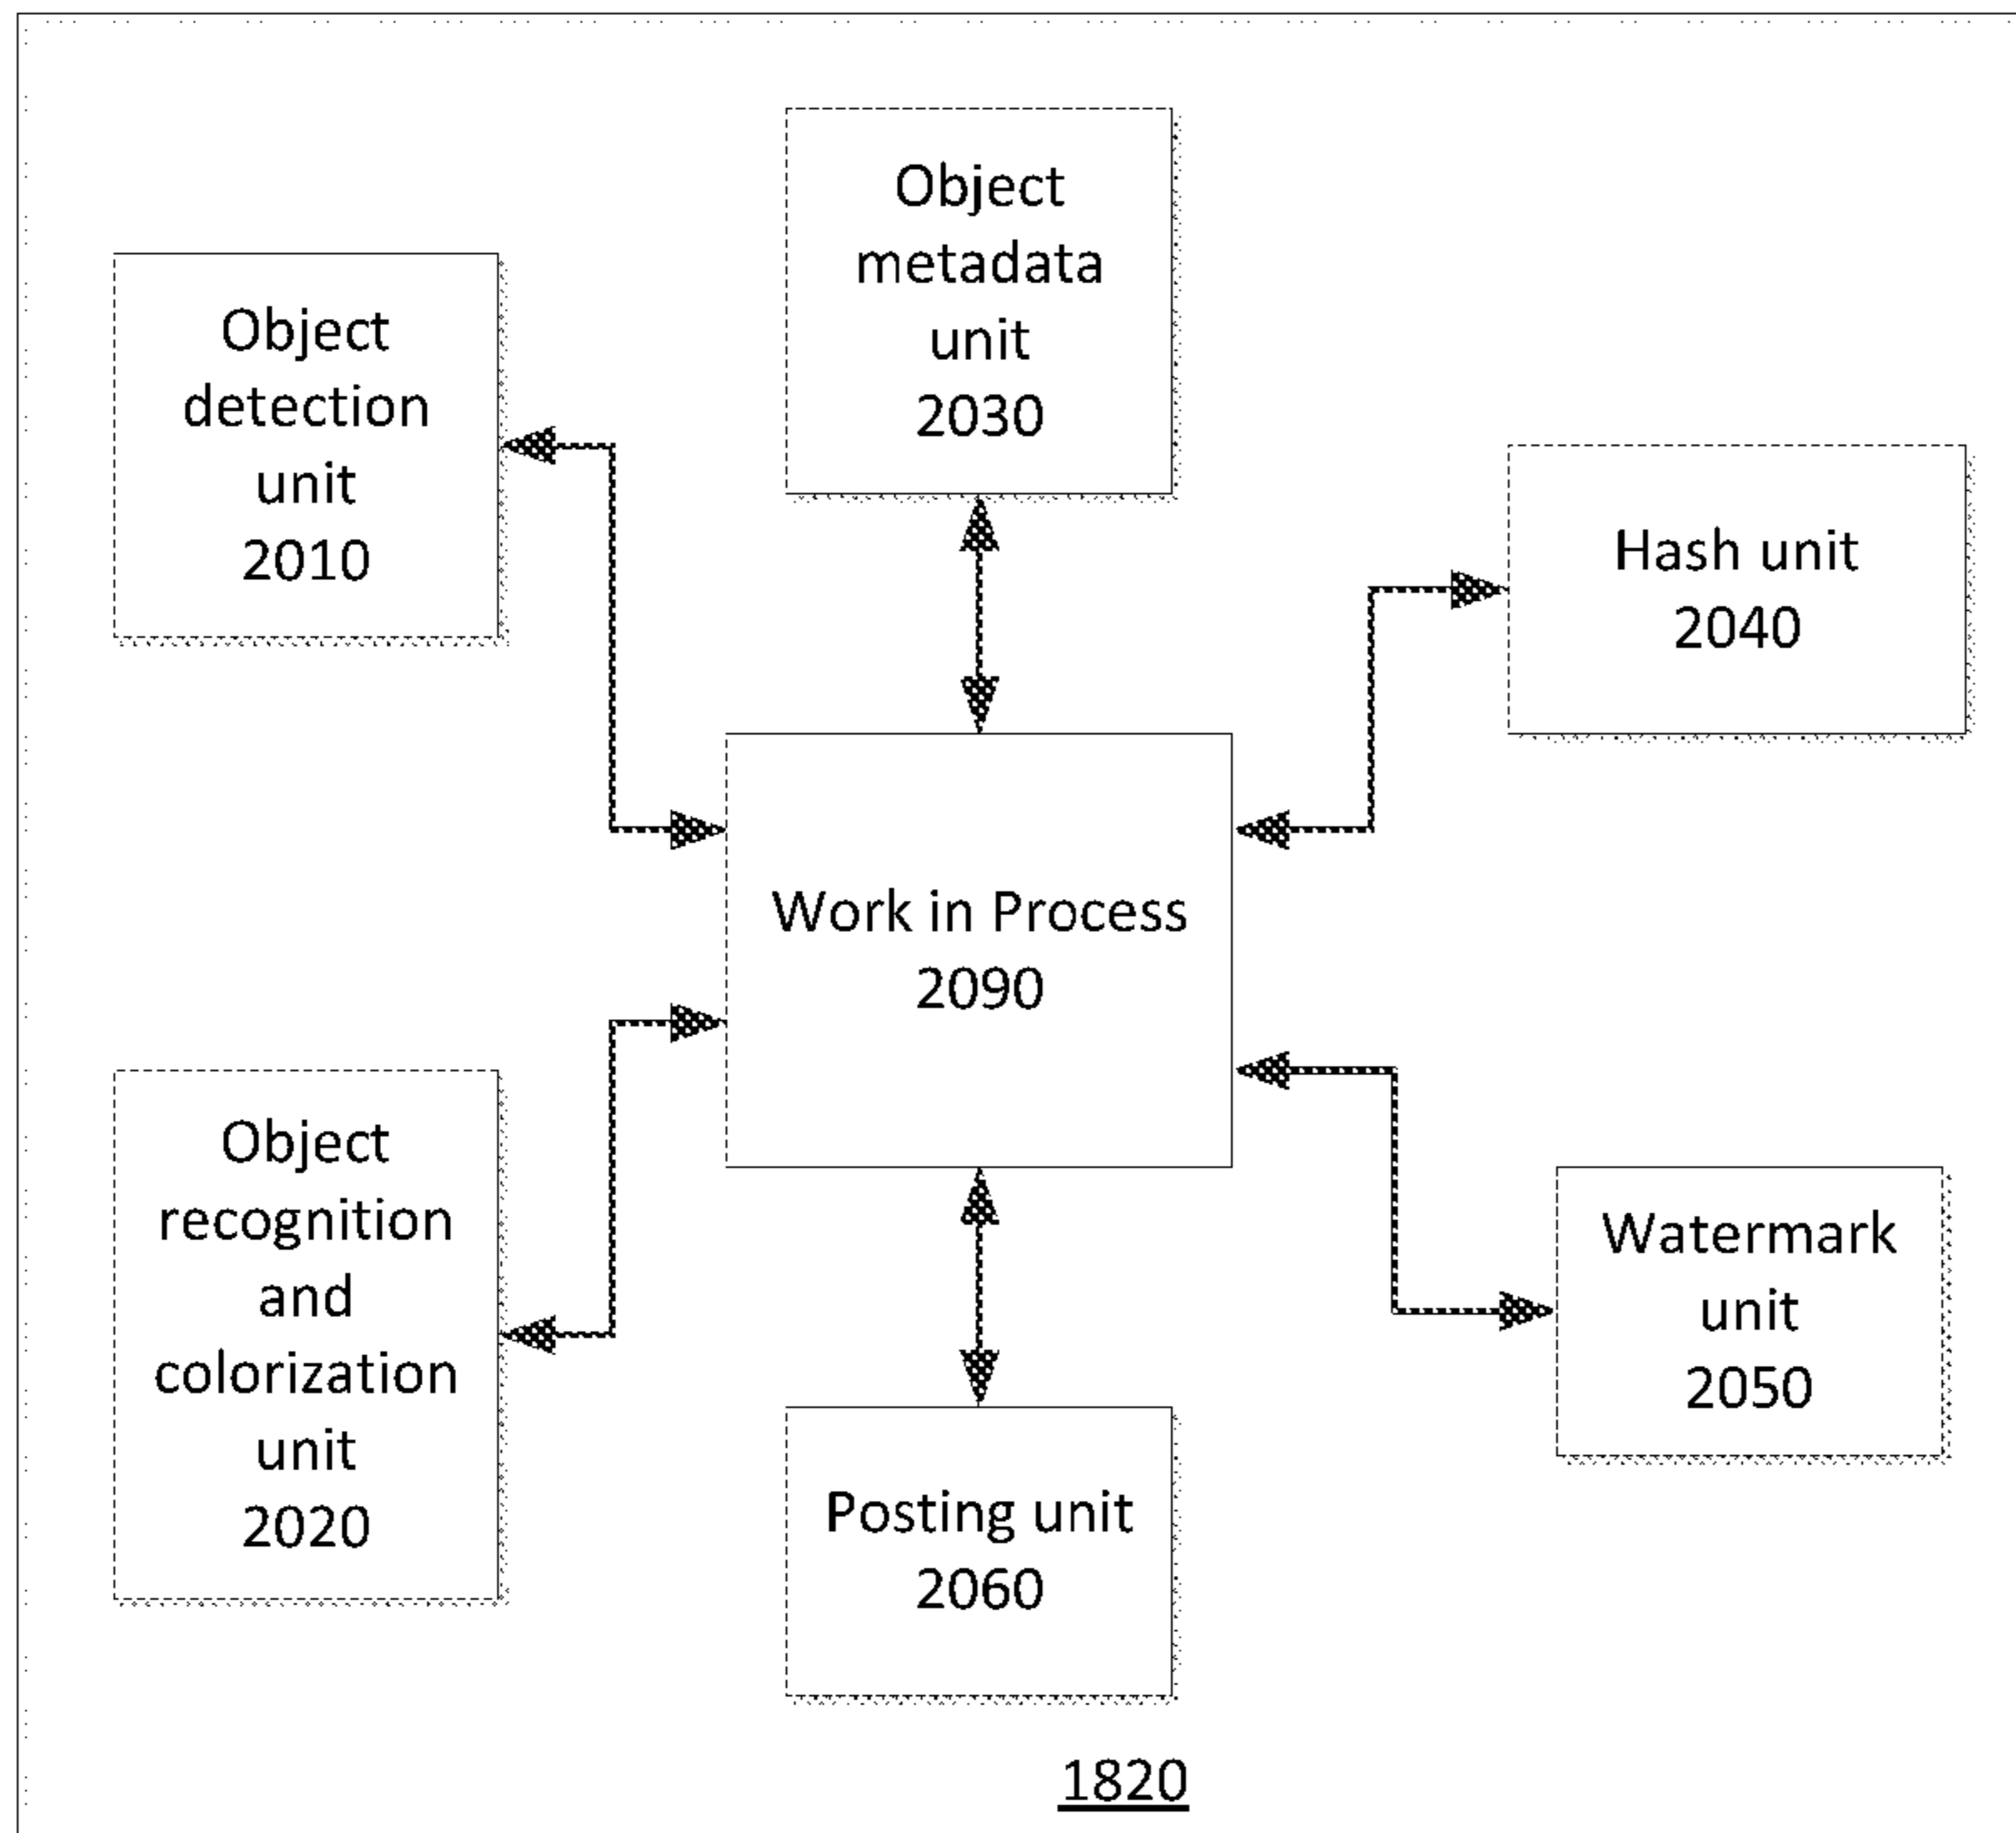 Object
metadata
unit
2030
Object
detection
unit
2010
Hash unit
2040
Work in Process
2090
Object
recognition
and
colorization
unit
2020
Watermark
unit
2050
Posting unit
2060
1820